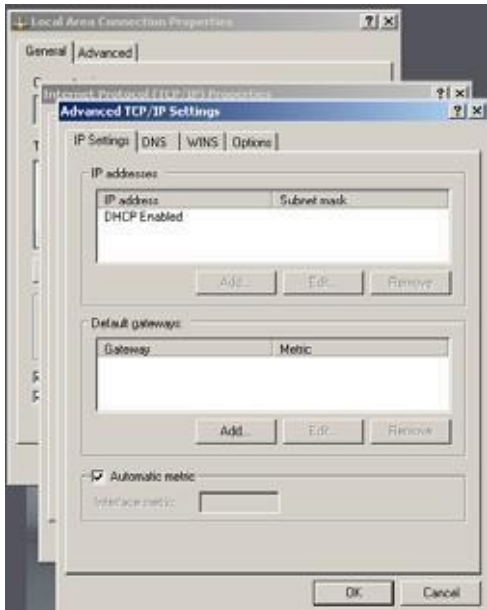 Local Area Connection Properties
General
Advanced
Internet Protocol (TCP/IP) Properties
Advanced TCP/IP Settings
IP Settings
DNS
WINS
Options
IP addresses
IP address
Subnet mask
DHCP Enabled
Add...
Edit...
Remove
Default gateways:
Gateway
Metric
Add...
Edit...
Remove
Automatic metric
Interface metric:
OK
Cancel